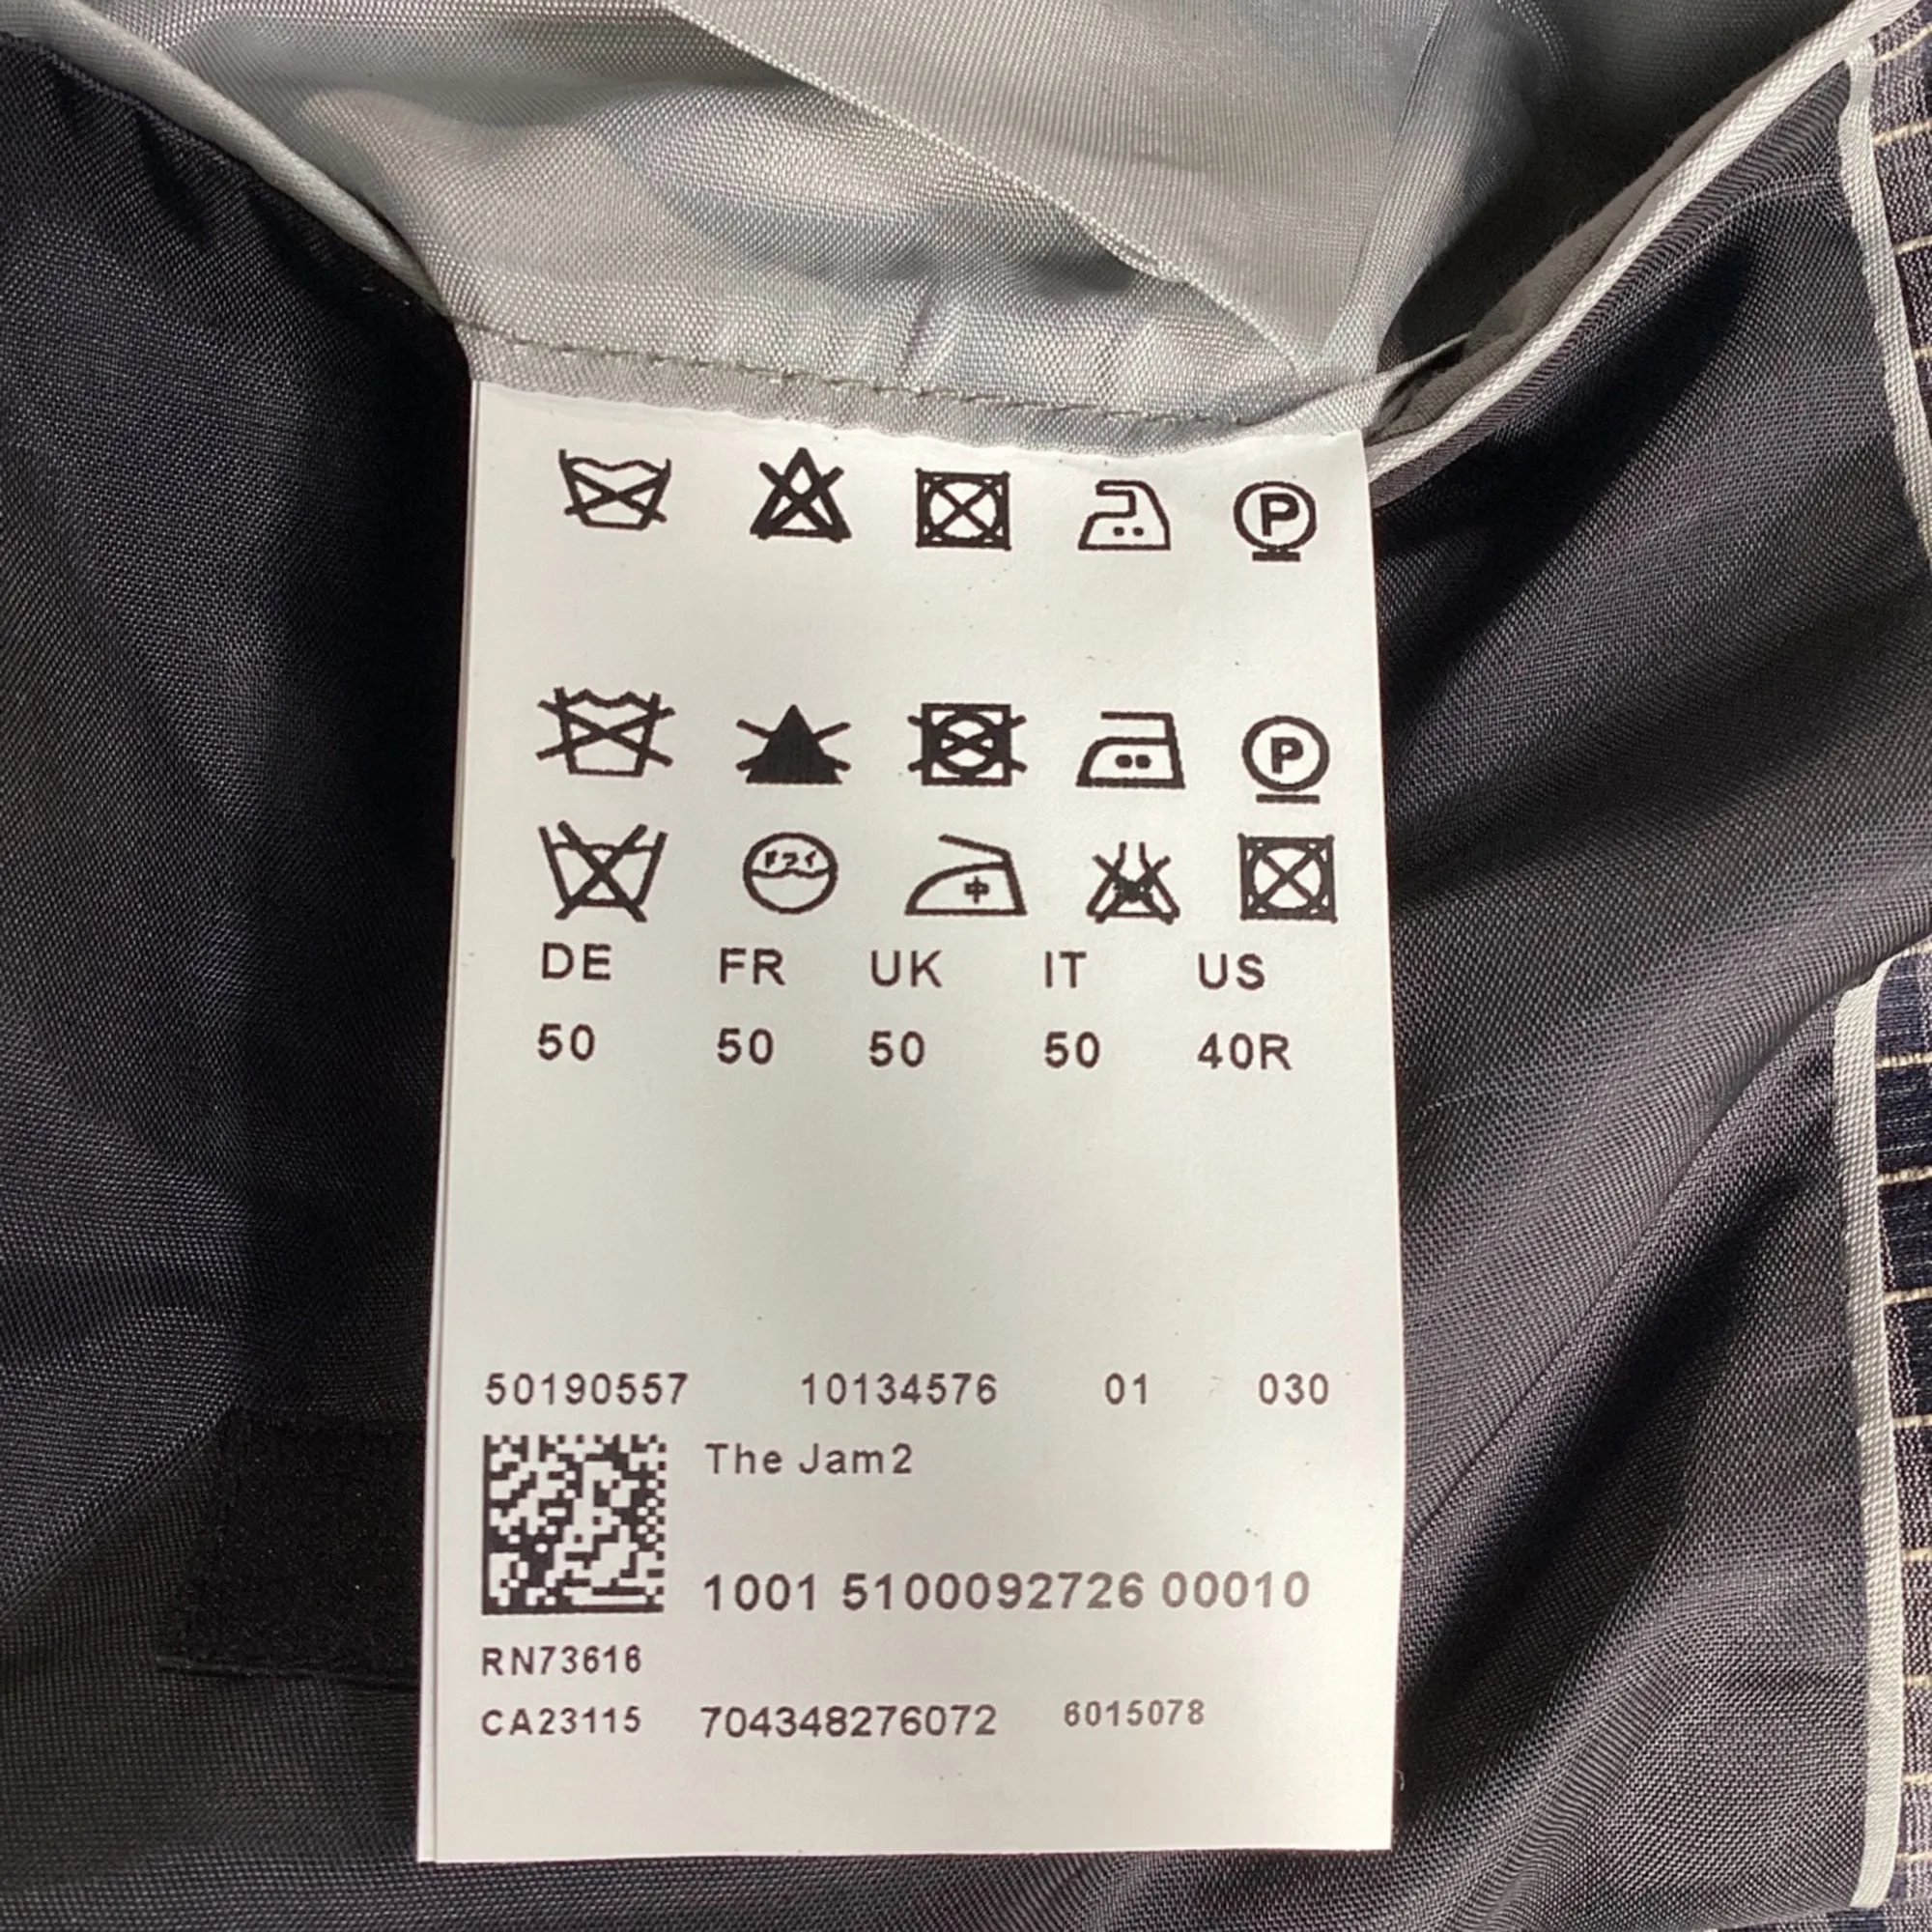 P
P
ドライ 中
DE FR UK IT US
50 50 50 50 40R
50190557 10134576 01 030
The Jam2
1001 5100092726 00010
RN73616
CA23115 704348276072 6015078